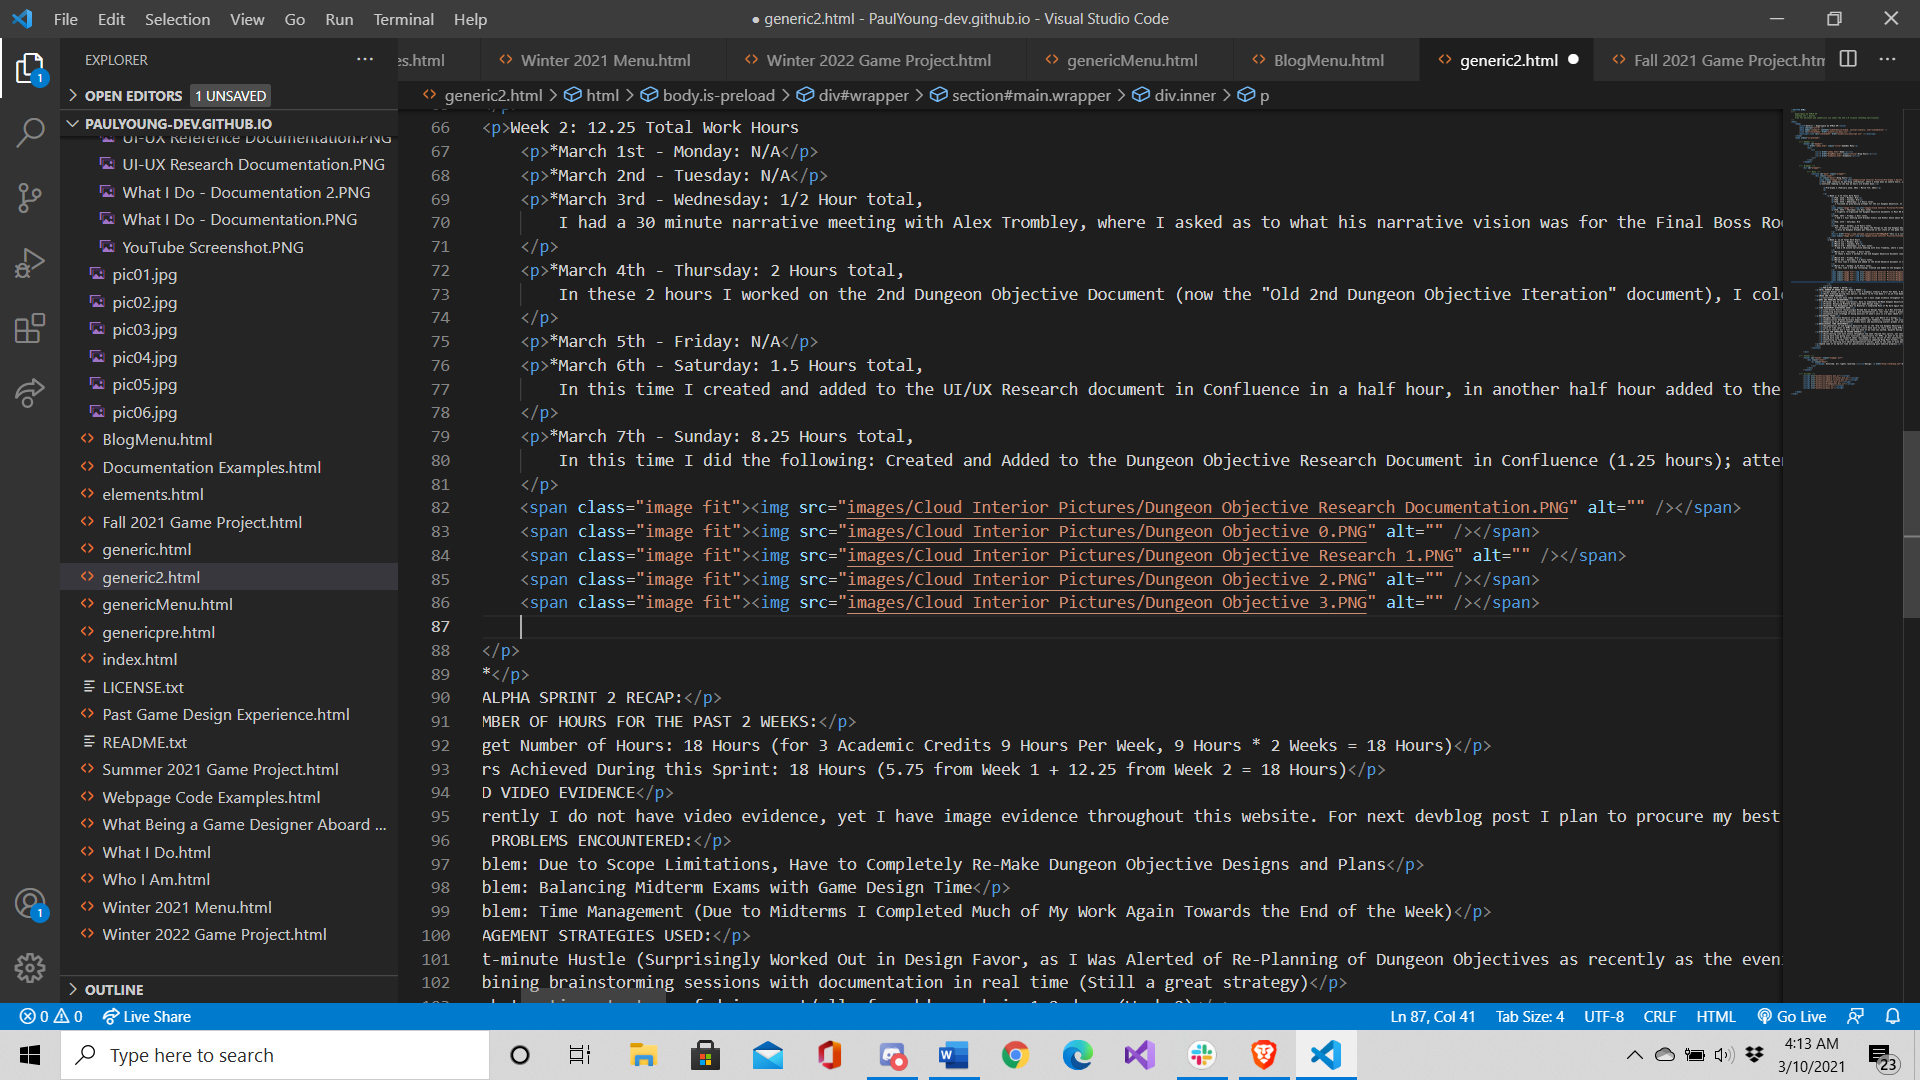 File Edit Selection View Go Run Terminal Help
● generic2.html - PaulYoung-dev.github.io - Visual Studio Code
EXPLORER
es.html
Winter 2021 Menu.html
Winter 2022 Game Project.html
genericMenu.html
BlogMenu.html
generic2.html
Fall 2021 Game Project.htm
OPEN EDITORS 1 UNSAVED
generic2.html > html > body.is-preload > div#wrapper > section#main.wrapper > div.inner > p
PAULYOUNG-DEV.GITHUB.IO
UI-UX Reference Documentation.PNG
UI-UX Research Documentation.PNG
What I Do - Documentation 2.PNG
What I Do - Documentation.PNG
YouTube Screenshot.PNG
pic01.jpg
pic02.jpg
pic03.jpg
pic04.jpg
pic05.jpg
pic06.jpg
BlogMenu.html
Documentation Examples.html
elements.html
Fall 2021 Game Project.html
generic.html
generic2.html
genericMenu.html
genericpre.html
index.html
LICENSE.txt
Past Game Design Experience.html
README.txt
Summer 2021 Game Project.html
Webpage Code Examples.html
What Being a Game Designer Aboard ...
What I Do.html
Who I Am.html
Winter 2021 Menu.html
Winter 2022 Game Project.html
OUTLINE
66 <p>Week 2: 12.25 Total Work Hours
67 <p>*March 1st - Monday: N/A</p>
68 <p>*March 2nd - Tuesday: N/A</p>
69 <p>*March 3rd - Wednesday: 1/2 Hour total,
70 I had a 30 minute narrative meeting with Alex Trombley, where I asked as to what his narrative vision was for the Final Boss Roo
71 </p>
72 <p>*March 4th - Thursday: 2 Hours total,
73 In these 2 hours I worked on the 2nd Dungeon Objective Document (now the "Old 2nd Dungeon Objective Iteration" document), I colo
74 </p>
75 <p>*March 5th - Friday: N/A</p>
76 <p>*March 6th - Saturday: 1.5 Hours total,
77 In this time I created and added to the UI/UX Research document in Confluence in a half hour, in another half hour added to the
78 </p>
79 <p>*March 7th - Sunday: 8.25 Hours total,
80 In this time I did the following: Created and Added to the Dungeon Objective Research Document in Confluence (1.25 hours); atter
81 </p>
82 <span class="image fit"><img src="images/Cloud Interior Pictures/Dungeon Objective Research Documentation.PNG" alt="" /></span>
83 <span class="image fit"><img src="images/Cloud Interior Pictures/Dungeon Objective 0.PNG" alt="" /></span>
84 <span class="image fit"><img src="images/Cloud Interior Pictures/Dungeon Objective Research 1.PNG" alt="" /></span>
85 <span class="image fit"><img src="images/Cloud Interior Pictures/Dungeon Objective 2.PNG" alt="" /></span>
86 <span class="image fit"><img src="images/Cloud Interior Pictures/Dungeon Objective 3.PNG" alt="" /></span>
87
88 </p>
89 *</p>
90 ALPHA SPRINT 2 RECAP:</p>
91 MBER OF HOURS FOR THE PAST 2 WEEKS:</p>
92 get Number of Hours: 18 Hours (for 3 Academic Credits 9 Hours Per Week, 9 Hours * 2 Weeks = 18 Hours)</p>
93 rs Achieved During this Sprint: 18 Hours (5.75 from Week 1 + 12.25 from Week 2 = 18 Hours)</p>
94 D VIDEO EVIDENCE</p>
95 rently I do not have video evidence, yet I have image evidence throughout this website. For next devblog post I plan to procure my best
96 PROBLEMS ENCOUNTERED:</p>
97 blem: Due to Scope Limitations, Have to Completely Re-Make Dungeon Objective Designs and Plans</p>
98 blem: Balancing Midterm Exams with Game Design Time</p>
99 blem: Time Management (Due to Midterms I Completed Much of My Work Again Towards the End of the Week)</p>
100 AGEMENT STRATEGIES USED:</p>
101 t-minute Hustle (Surprisingly Worked Out in Design Favor, as I Was Alerted of Re-Planning of Dungeon Objectives as recently as the eveni
102 bining brainstorming sessions with documentation in real time (Still a great strategy)</p>
0 0 Live Share
Ln 87, Col 41 Tab Size: 4 UTF-8 CRLF HTML Go Live
Type here to search
4:13 AM
3/10/2021
23